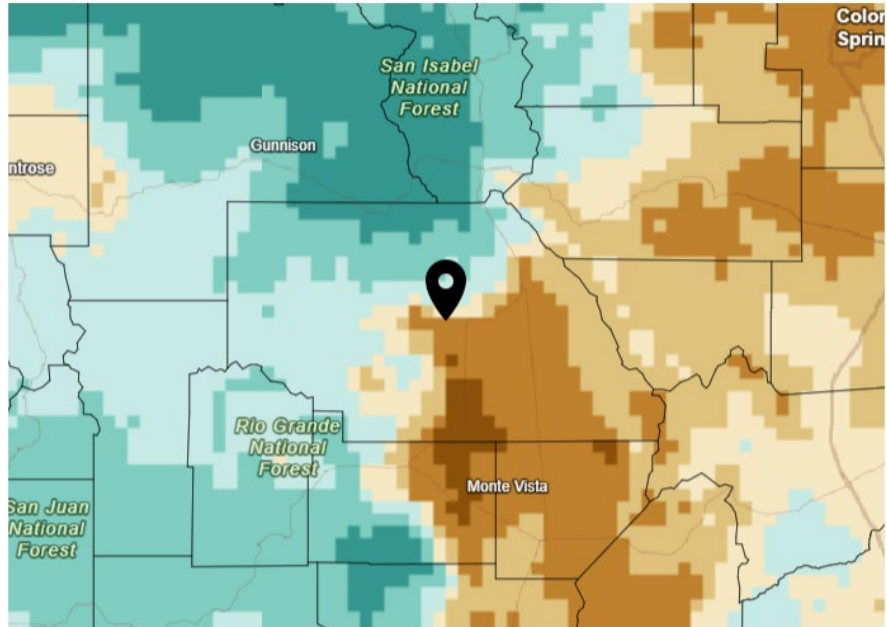 Color
Sprin
San Isabel
National
Forest
Gunnison
ntrose
Rio Grande
National
Forest
Monte Vista
San Juan
National
Forest